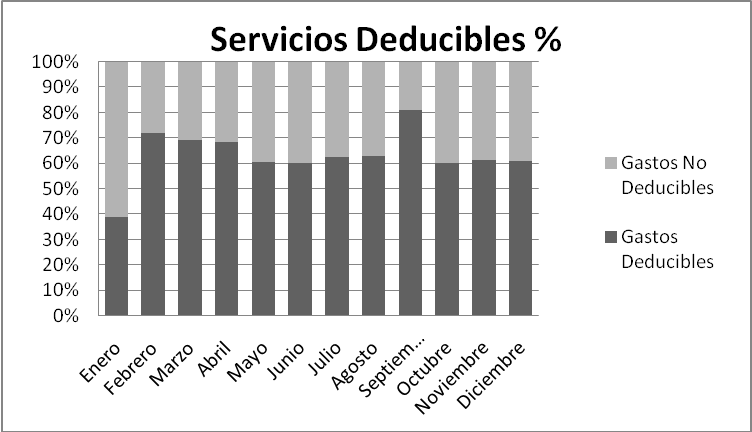 Servicios Deducibles %
100%
90%
80%
70%
60%
50%
40%
30%
20%
10%
0%
Enero
Febrero
Marzo
Abril
Mayo
Junio
Julio
Agosto
Septiem...
Octubre
Noviembre
Diciembre
Gastos No
Deducibles
Gastos
Deducibles